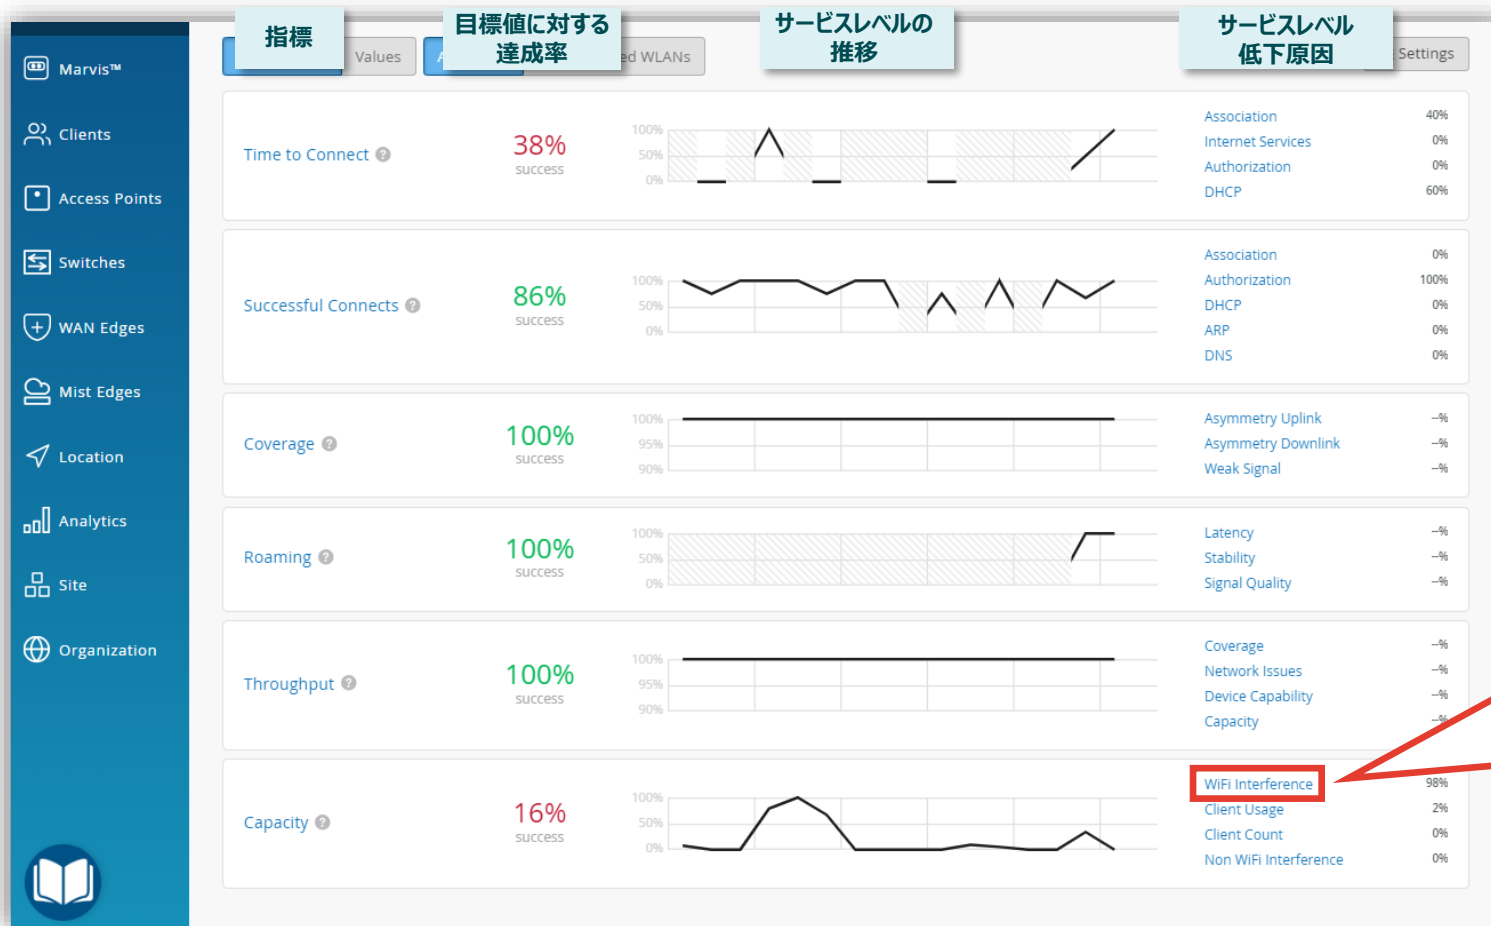 指標
目標値に対する
達成率
サービスレベルの
推移
サービスレベル
低下原因
Values
ed WLANs
Settings
Marvis™
Clients
Access Points
Switches
WAN Edges
Mist Edges
Location
Analytics
Site
Organization
Time to Connect ?
38%
success
100%
50%
0%
Association 40%
Internet Services 0%
Authorization 0%
DHCP 60%
Successful Connects ?
86%
success
100%
50%
0%
Association 0%
Authorization 100%
DHCP 0%
ARP 0%
DNS 0%
Coverage ?
100%
success
100%
95%
90%
Asymmetry Uplink --%
Asymmetry Downlink --%
Weak Signal --%
Roaming ?
100%
success
100%
50%
0%
Latency --%
Stability --%
Signal Quality --%
Throughput ?
100%
success
100%
95%
90%
Coverage --%
Network Issues --%
Device Capability --%
Capacity --%
Capacity ?
16%
success
100%
50%
0%
WiFi Interference 98%
Client Usage 2%
Client Count 0%
Non WiFi Interference 0%